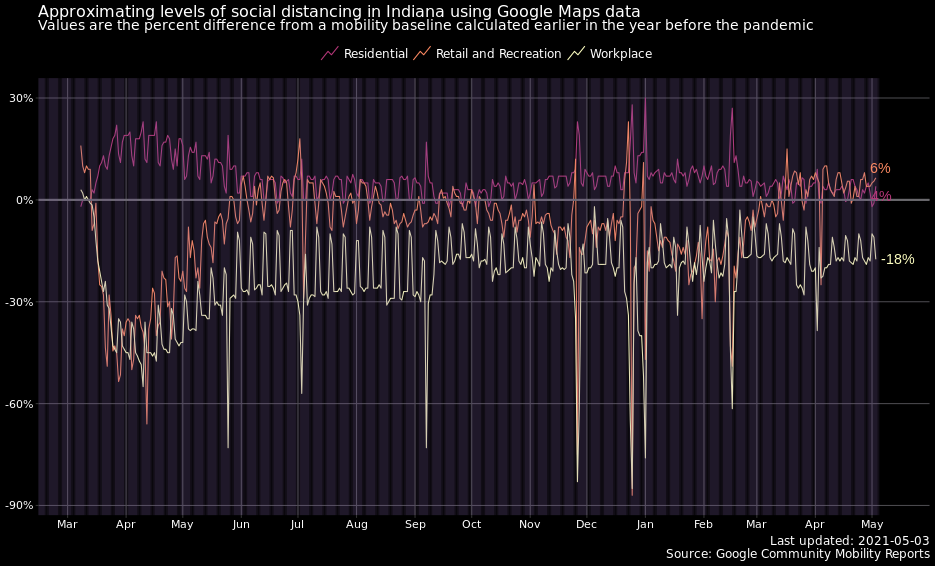 Approximating levels of social distancing in Indiana using Google Maps data
Values are the percent difference from a mobility baseline calculated earlier in the year before the pandemic
Residential Retail and Recreation Workplace
30%
0%
-30%
-60%
-90%
6%
1%
-18%
Mar Apr May Jun Jul Aug Sep Oct Nov Dec Jan Feb Mar Apr May
Last updated: 2021-05-03
Source: Google Community Mobility Reports